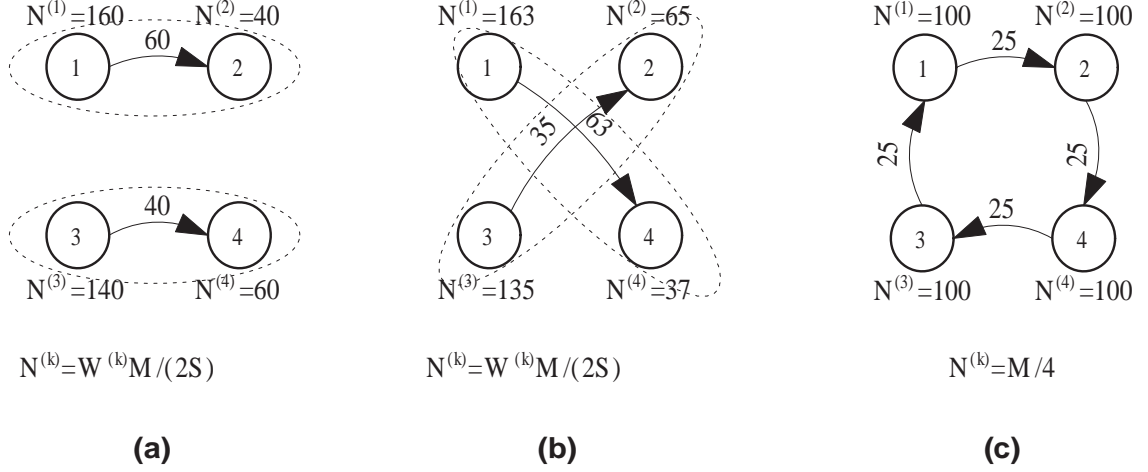 N(1)=160
N(2)=40
60
1
2
40
3
4
N(3)=140
N(4)=60
N(k)=W(k)M/(2S)
(a)
N(1)=163
N(2)=65
1
2
35
63
3
4
N(3)=135
N(4)=37
N(k)=W(k)M/(2S)
(b)
N(1)=100
N(2)=100
25
1
2
25
25
25
3
4
N(3)=100
N(4)=100
N(k)=M/4
(c)